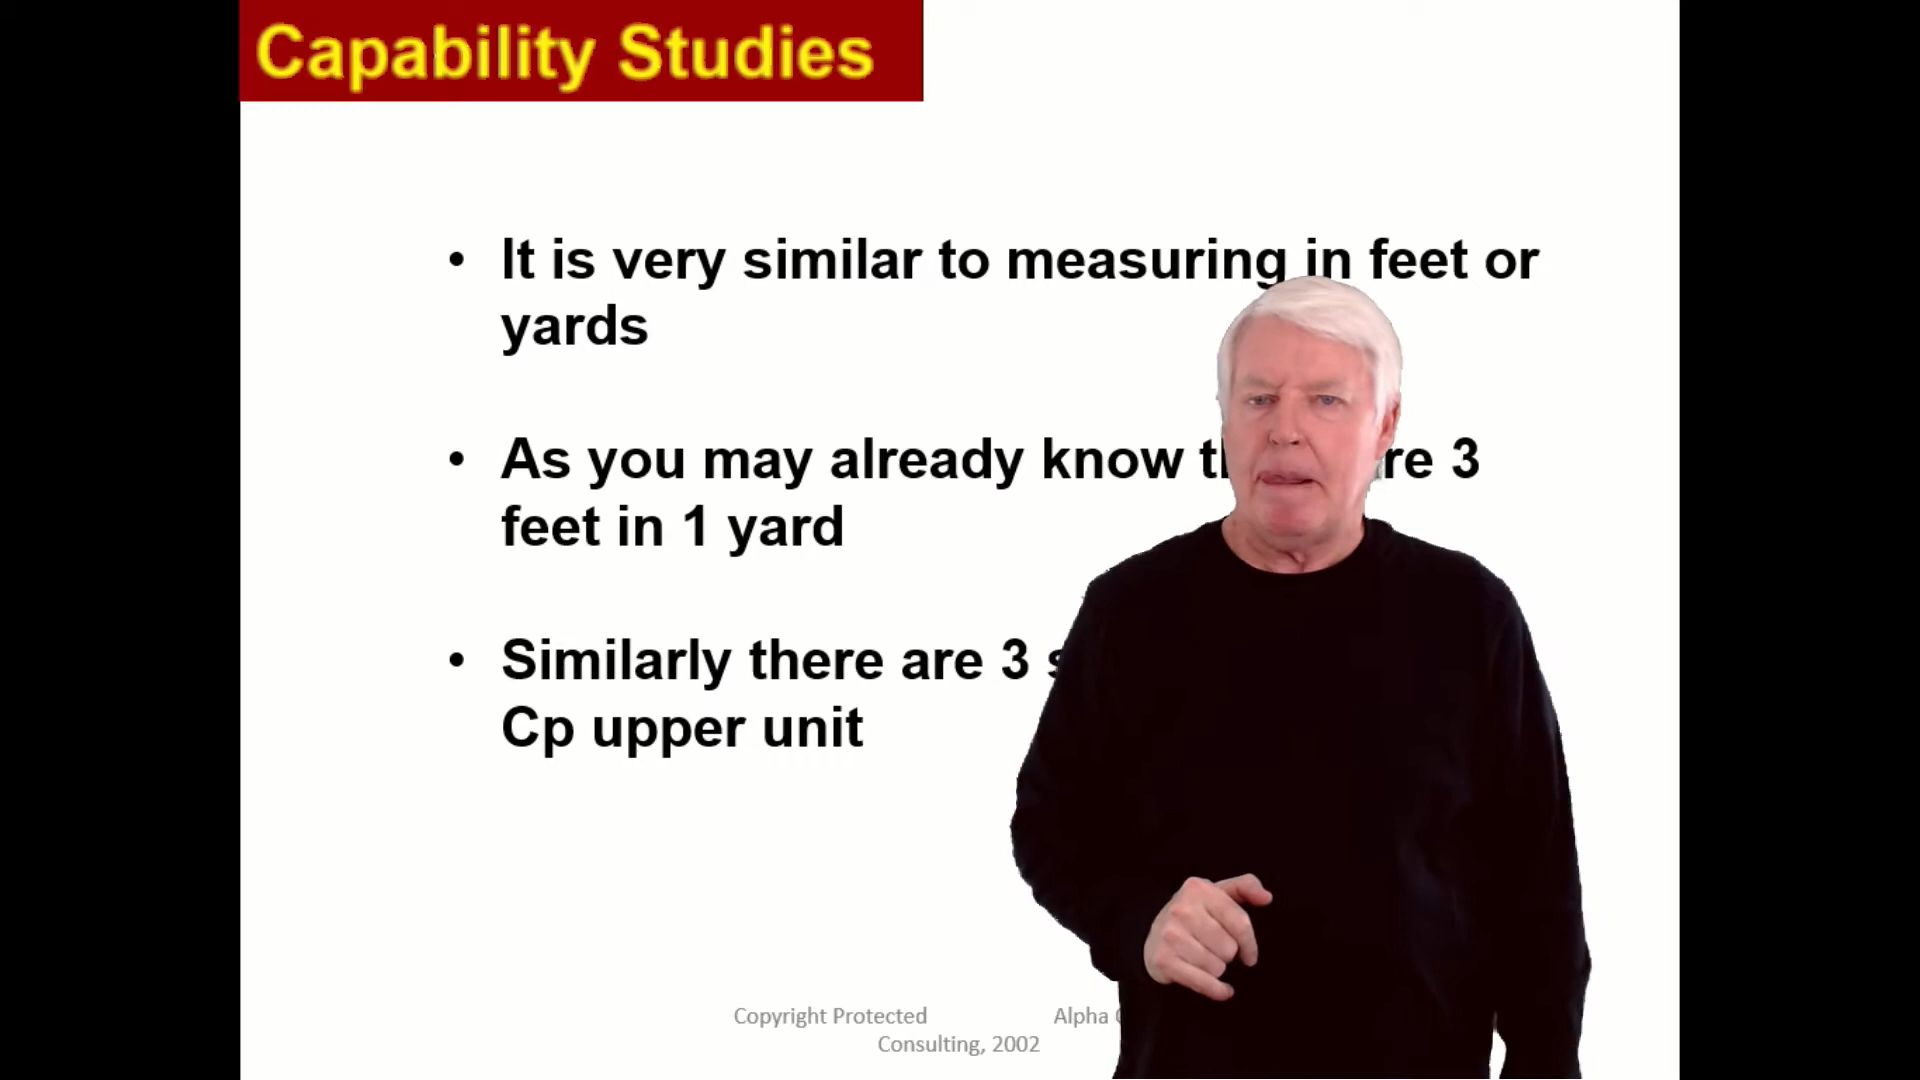 Capability Studies
• It is very similar to measuring in feet or
yards
• As you may already know 3
feet in 1 yard
• Similarly there are 3
Cp upper unit
Copyright Protected Alpha
Consulting, 2002